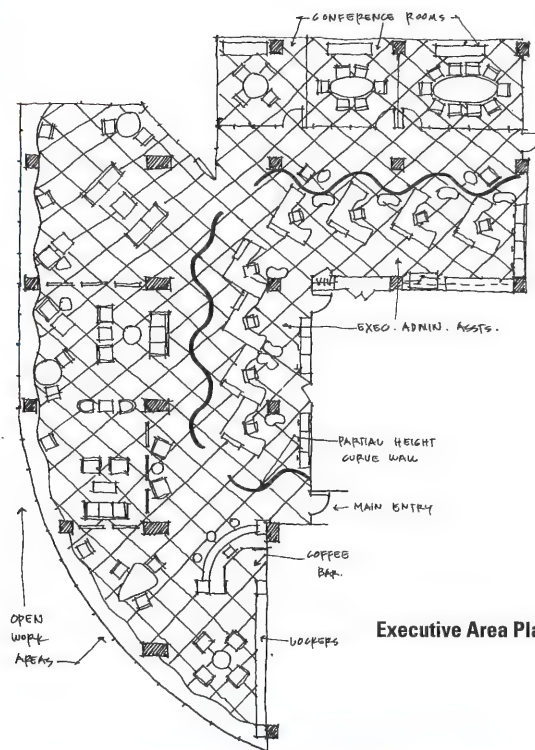 CONFERENCE ROOMS
EXEC. ADMIN. ASSTS.
PARTIAL HEIGHT
CURVE WALL
MAIN ENTRY
COFFEE
BAR.
OPEN
WORK
AREAS
LOCKERS
Executive Area Pla